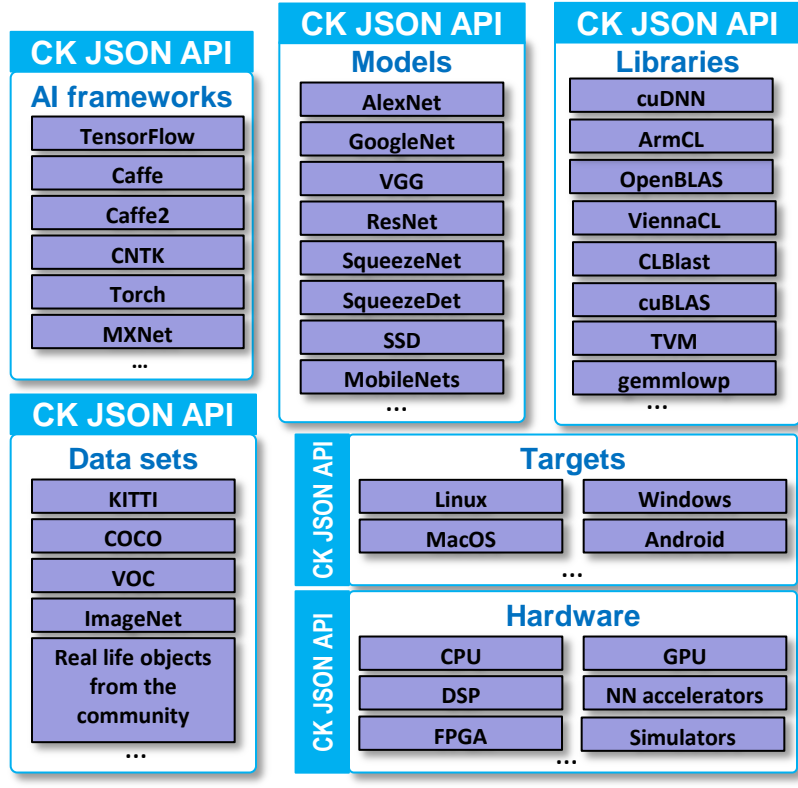 CK JSON API
AI frameworks
TensorFlow
Caffe
Caffe2
CNTK
Torch
MXNet
...
CK JSON API
Models
AlexNet
GoogleNet
VGG
ResNet
SqueezeNet
SqueezeDet
SSD
MobileNets
...
CK JSON API
Libraries
cuDNN
ArmCL
OpenBLAS
ViennaCL
CLBlast
cuBLAS
TVM
gemmlowp
...
CK JSON API
Data sets
KITTI
COCO
VOC
ImageNet
Real life objects
from the
community
...
CK JSON API
Targets
Linux
Windows
MacOS
Android
...
CK JSON API
Hardware
CPU
GPU
DSP
NN accelerators
FPGA
Simulators
...